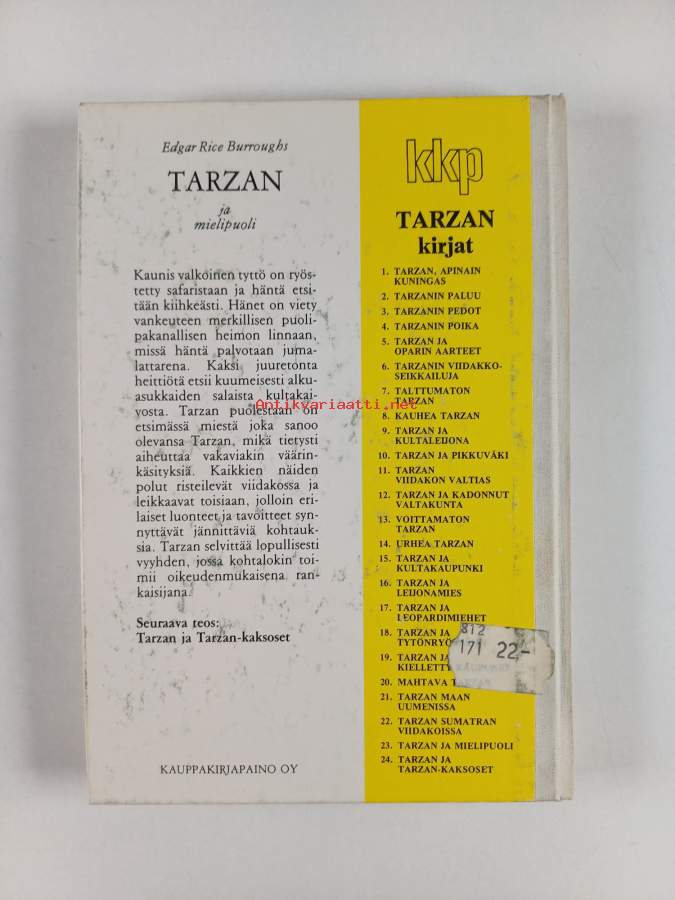 Edgar Rice Burroughs
TARZAN
ja
mielipuoli
Kaunis valkoinen tyttö on ryös-
tetty safaristaan ja häntä etsi-
tään kiihkeästi. Hänet on viety
vankeuteen merkillisen puoli-
pakanallisen heimon linnaan,
missä häntä palvotaan juma-
lattarena. Kaksi juuretonta
heittiötä etsii kuumeisesti alku-
asukkaiden salaista kultakai-
vosta. Tarzan puolestaan on
etsimässä miestä joka sanoo
olevansa Tarzan, mikä tietysti
aiheuttaa vakaviakin väärin-
käsityksiä. Kaikkien näiden
polut risteilevät viidakossa ja
leikkaavat toisiaan, jolloin eri-
laiset luonteet ja tavoitteet syn-
nyttävät jännittäviä kohtauk-
sia. Tarzan selvittää lopullisesti
vyyhden, jossa kohtalokin toi-
mii oikeudenmukaisena ran-
kaisijana.
Seuraava teos:
Tarzan ja Tarzan-kaksoset
KAUPPAKIRJAPAINO OY
kkp
TARZAN
kirjat
1. TARZAN, APINAIN
KUNINGAS
2. TARZANIN PALUU
3. TARZANIN PEDOT
4. TARZANIN POIKA
5. TARZAN JA
OPARIN AARTEET
6. TARZANIN VIIDAKKO-
SEIKKAILUJA
7. TALTTUMATON
TARZAN
8. KAUHEA TARZAN
9. TARZAN JA
KULTALEIJONA
10. TARZAN JA PIKKUVÄKI
11. TARZAN
VIIDAKON VALTIAS
12. TARZAN JA KADONNUT
VALTAKUNTA
13. VOITTAMATON
TARZAN
14. URHEA TARZAN
15. TARZAN JA
KULTAKAUPUNKI
16. TARZAN JA
LEIJONAMIES
17. TARZAN JA
LEOPARDIMIEHET
18. TARZAN JA
19. TARZAN JA
20. MAHTAVA
21. TARZAN MAAN
UUMENISSA
22. TARZAN SUMATRAN
VIIDAKOISSA
23. TARZAN JA MIELIPUOLI
24. TARZAN JA
TARZAN-KAKSOSET
812
171 22,-
Antikvariaatti.net